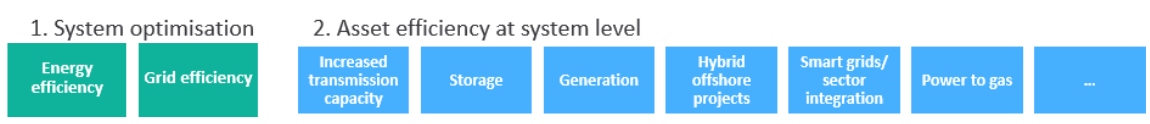 1. System optimisation
2. Asset efficiency at system level
Energy
efficiency
Grid efficiency
Increased
transmission
capacity
Storage
Generation
Hybrid
offshore
projects
Smart grids/
sector
integration
Power to gas
...